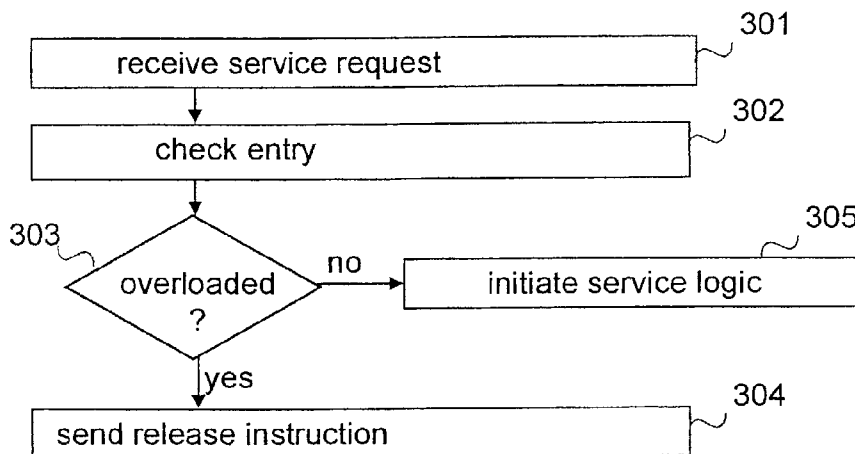 301
receive service request
302
check entry
303
overloaded
?
no
305
initiate service logic
yes
304
send release instruction